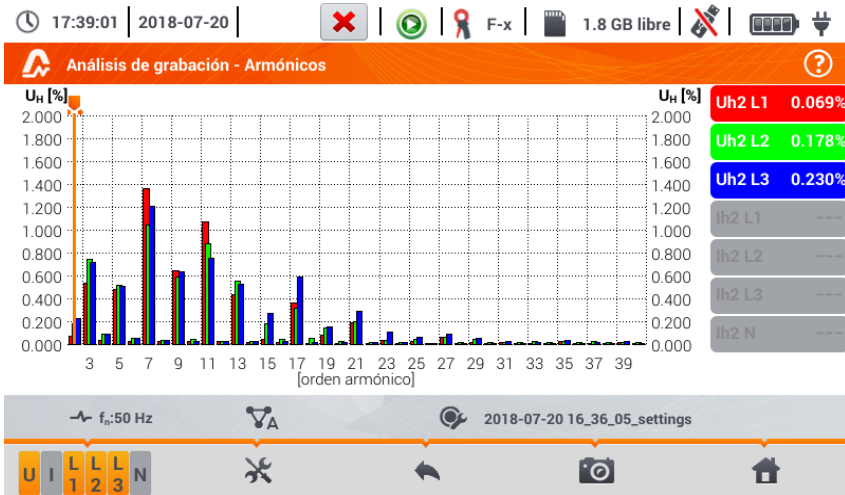 17:39:01 2018-07-20 F-x 1.8 GB libre
Análisis de grabación - Armónicos ?
UH [%] UH [%]
2.000 2.000
1.800 1.800
1.600 1.600
1.400 1.400
1.200 1.200
1.000 1.000
0.800 0.800
0.600 0.600
0.400 0.400
0.200 0.200
0.000 0.000
3 5 7 9 11 13 15 17 19 21 23 25 27 29 31 33 35 37 39
[orden armónico]
Uh2 L1 0.069%
Uh2 L2 0.178%
Uh2 L3 0.230%
Ih2 L1 ---
Ih2 L2 ---
Ih2 L3 ---
Ih2 N ---
fn:50 Hz A 2018-07-20 16_36_05_settings
U I L1 L2 L3 N